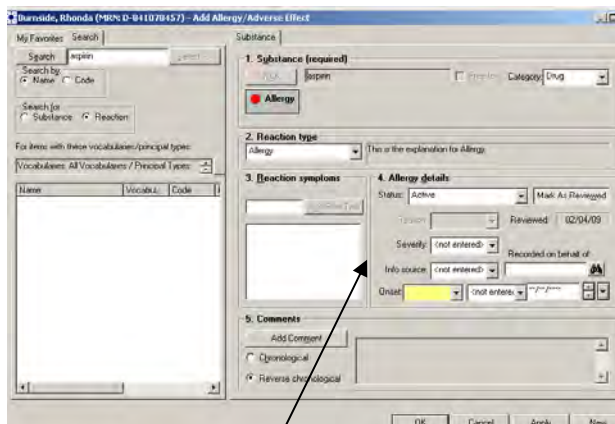 Burnside, Rhonda (MRN: D-841078457) - Add Allergy/Adverse Effect
My Favorites Search
Search aspirin
Search by
Name Code
Search for
Substance Reaction
For items with these vocabularies/principal types:
Vocabularies: All Vocabularies / Principal Types:
Name Vocabul. Code
Substance
1. Substance (required)
aspirin Category: Drug
Allergy
2. Reaction type
Allergy This is the explanation for Allergy
3. Reaction symptoms
4. Allergy details
Status: Active Mark As Reviewed
Reviewed: 02/04/09
Severity: <not entered>
Recorded on behalf of:
Info source: <not entered>
Onset: <not entere
5. Comments
Add Comment
Chronological
Reverse chronological
OK Cancel Apply New